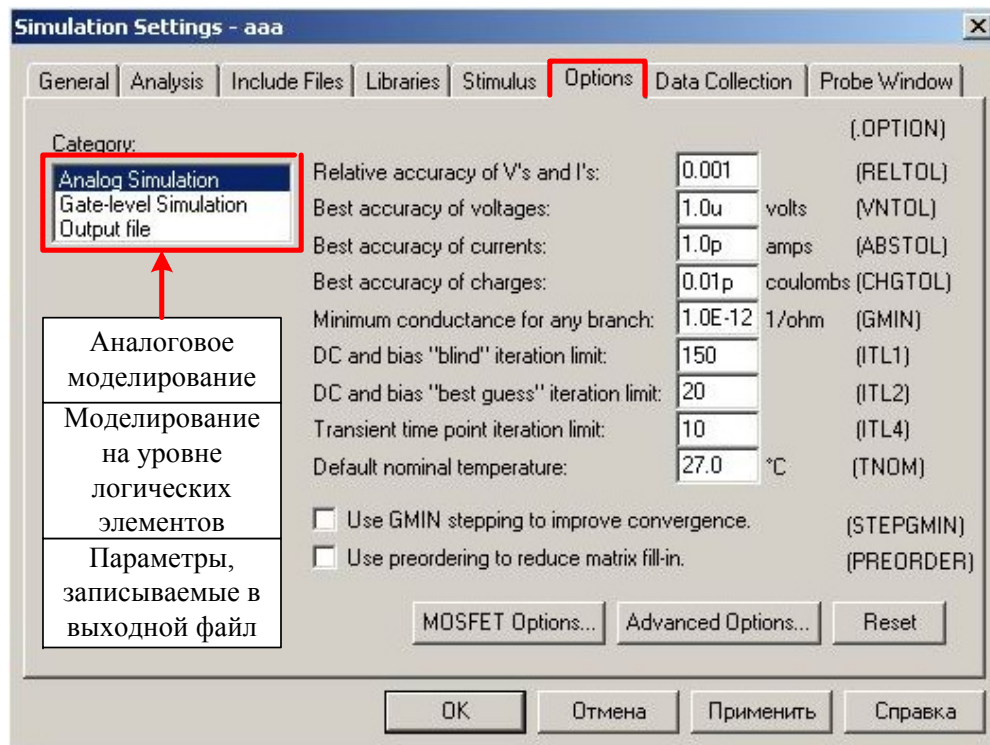 Simulation Settings - aaa
General Analysis Include Files Libraries Stimulus Options Data Collection Probe Window
(.OPTION)
Category:
Analog Simulation
Gate-level Simulation
Output file
Relative accuracy of V's and I's: 0.001 (RELTOL)
Best accuracy of voltages: 1.0u volts (VNTOL)
Best accuracy of currents: 1.0p amps (ABSTOL)
Best accuracy of charges: 0.01p coulombs (CHGTOL)
Minimum conductance for any branch: 1.0E-12 1/ohm (GMIN)
DC and bias "blind" iteration limit: 150 (ITL1)
DC and bias "best guess" iteration limit: 20 (ITL2)
Transient time point iteration limit: 10 (ITL4)
Default nominal temperature: 27.0 °C (TNOM)
Аналоговое
моделирование
Моделирование
на уровне
логических
элементов
Параметры,
записываемые в
выходной файл
Use GMIN stepping to improve convergence. (STEPGMIN)
Use preordering to reduce matrix fill-in. (PREORDER)
MOSFET Options... Advanced Options... Reset
OK Отмена Применить Справка